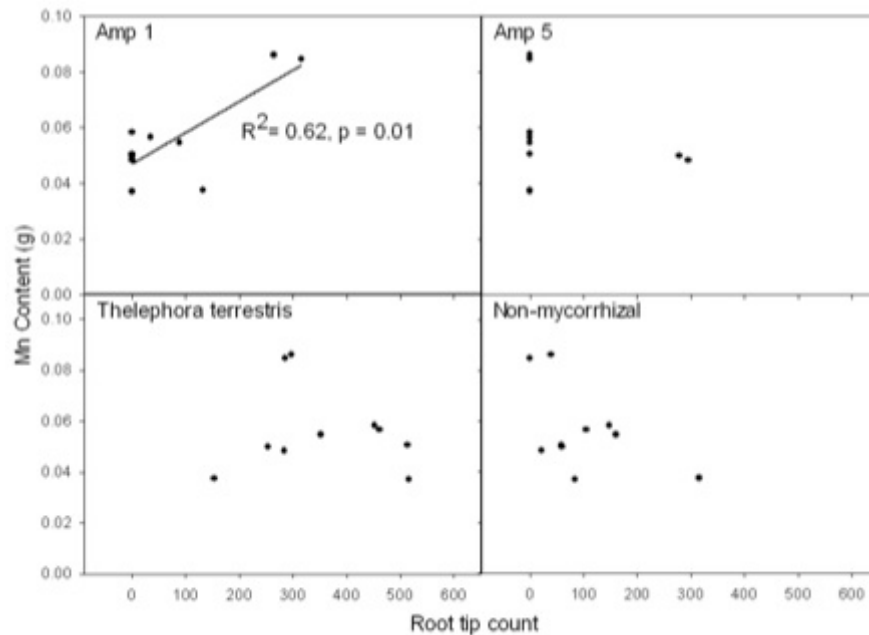 0.10
Amp 1
Amp 5
0.08
R2= 0.62, p = 0.01
0.06
0.04
0.02
0.00
Mn Content (g)
Thelephora terrestris
Non-mycorrhizal
0.10
0.08
0.06
0.04
0.02
0.00
0 100 200 300 400 500 600
0 100 200 300 400 500 600
Root tip count